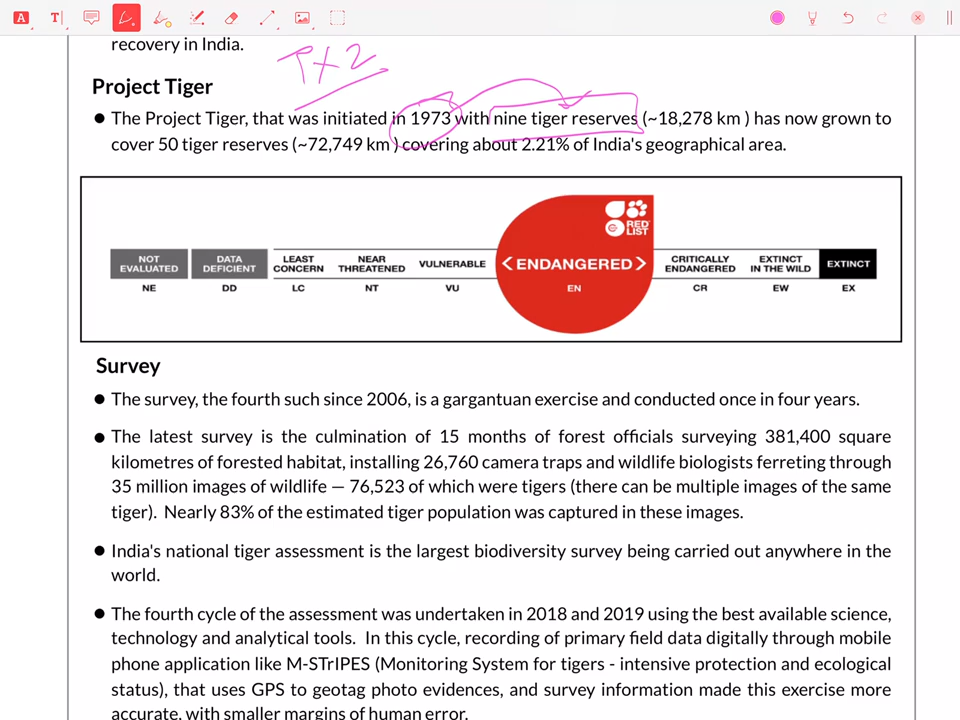 recovery in India.
T x 2
Project Tiger
● The Project Tiger, that was initiated in 1973 with nine tiger reserves (~18,278 km ) has now grown to
cover 50 tiger reserves (~72,749 km ) covering about 2.21% of India's geographical area.
RED
LIST
NOT
EVALUATED
DATA
DEFICIENT
LEAST
CONCERN
NEAR
THREATENED
VULNERABLE
<ENDANGERED>
CRITICALLY
ENDANGERED
EXTINCT
IN THE WILD
EXTINCT
NE DD LC NT VU EN CR EW EX
Survey
● The survey, the fourth such since 2006, is a gargantuan exercise and conducted once in four years.
● The latest survey is the culmination of 15 months of forest officials surveying 381,400 square
kilometres of forested habitat, installing 26,760 camera traps and wildlife biologists ferreting through
35 million images of wildlife — 76,523 of which were tigers (there can be multiple images of the same
tiger). Nearly 83% of the estimated tiger population was captured in these images.
● India's national tiger assessment is the largest biodiversity survey being carried out anywhere in the
world.
● The fourth cycle of the assessment was undertaken in 2018 and 2019 using the best available science,
technology and analytical tools. In this cycle, recording of primary field data digitally through mobile
phone application like M-STrIPES (Monitoring System for tigers - intensive protection and ecological
status), that uses GPS to geotag photo evidences, and survey information made this exercise more
accurate, with smaller margins of human error.